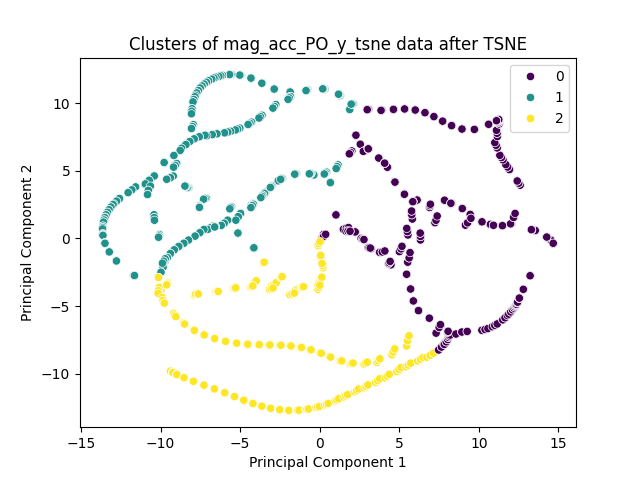 Clusters of mag_acc_PO_y_tsne data after TSNE
0
1
2
10
5
0
−5
−10
Principal Component 2
−15 −10 −5 0 5 10 15
Principal Component 1